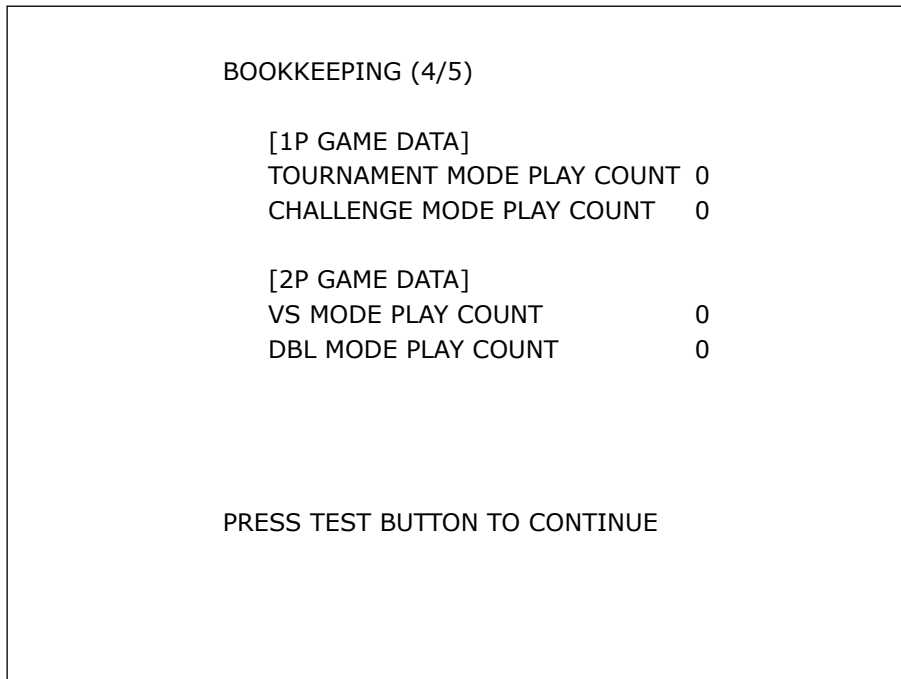 BOOKKEEPING (4/5)
[1P GAME DATA]
TOURNAMENT MODE PLAY COUNT 0
CHALLENGE MODE PLAY COUNT 0
[2P GAME DATA]
VS MODE PLAY COUNT 0
DBL MODE PLAY COUNT 0
PRESS TEST BUTTON TO CONTINUE